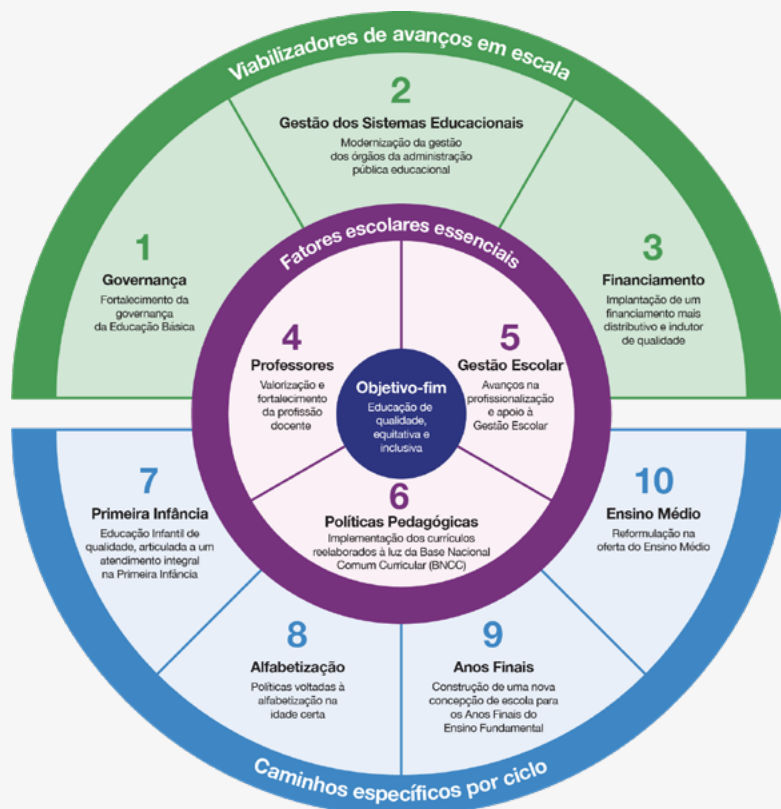 Viabilizadores de avanços em escala
1
Governança
Fortalecimento da
governança
da Educação Básica
2
Gestão dos Sistemas Educacionais
Modernização da gestão
dos órgãos da administração
pública educacional
3
Financiamento
Implantação de um
financiamento mais
distributivo e indutor
de qualidade
Fatores escolares essenciais
4
Professores
Valorização e
fortalecimento
da profissão
docente
5
Gestão Escolar
Avanços na
profissionalização
e apoio à
Gestão Escolar
Objetivo-fim
Educação de
qualidade,
equitativa e
inclusiva
6
Políticas Pedagógicas
Implementação dos currículos
reelaborados à luz da Base Nacional
Comum Curricular (BNCC)
7
Primeira Infância
Educação Infantil de
qualidade, articulada a um
atendimento integral
na Primeira Infância
8
Alfabetização
Políticas voltadas à
alfabetização na
idade certa
9
Anos Finais
Construção de uma nova
concepção de escola para
os Anos Finais do
Ensino Fundamental
10
Ensino Médio
Reformulação na
oferta do Ensino Médio
Caminhos específicos por ciclo